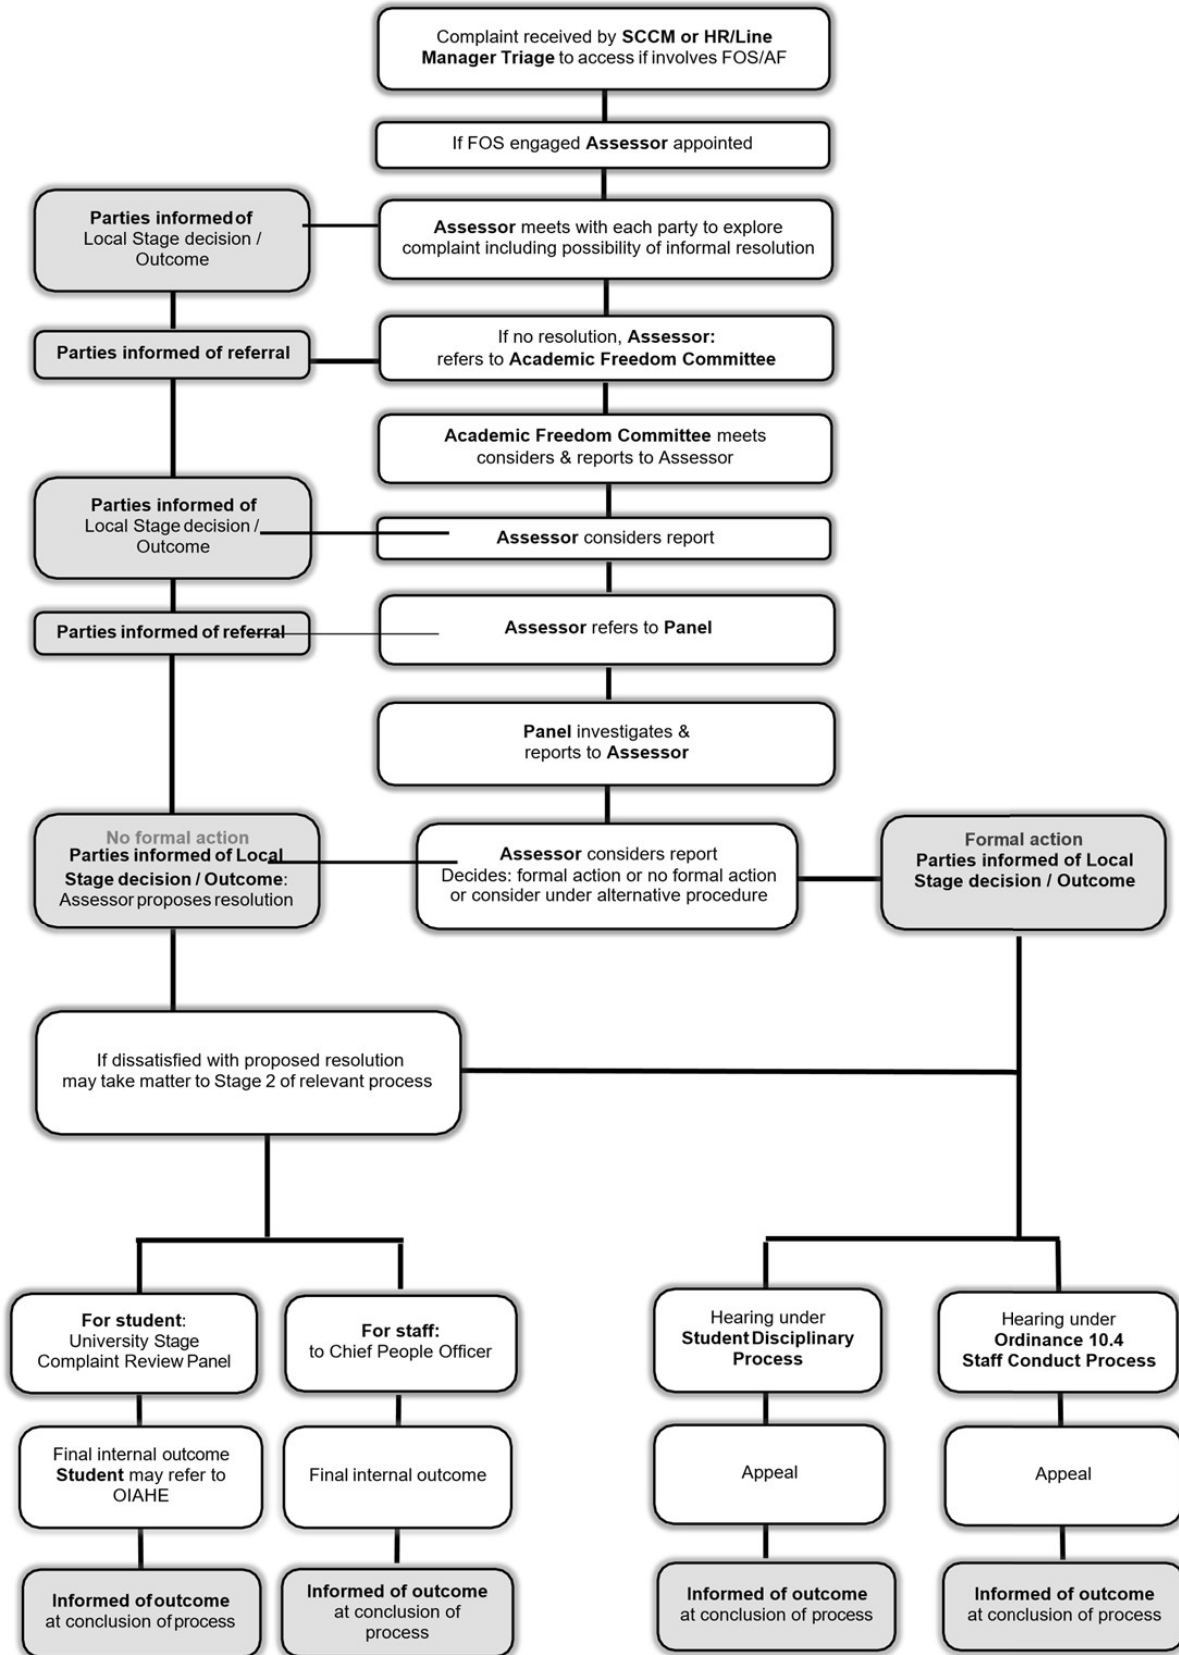 Complaint received by SCCM or HR/Line
Manager Triage to access if involves FOS/AF
If FOS engaged Assessor appointed
Parties informed of
Local Stage decision /
Outcome
Assessor meets with each party to explore
complaint including possibility of informal resolution
Parties informed of referral
If no resolution, Assessor:
refers to Academic Freedom Committee
Academic Freedom Committee meets
considers & reports to Assessor
Parties informed of
Local Stage decision /
Outcome
Assessor considers report
Parties informed of referral
Assessor refers to Panel
Panel investigates &
reports to Assessor
No formal action
Parties informed of Local
Stage decision / Outcome:
Assessor proposes resolution
Assessor considers report
Decides: formal action or no formal action
or consider under alternative procedure
Formal action
Parties informed of Local
Stage decision / Outcome
If dissatisfied with proposed resolution
may take matter to Stage 2 of relevant process
For student:
University Stage
Complaint Review Panel
For staff:
to Chief People Officer
Hearing under
Student Disciplinary
Process
Hearing under
Ordinance 10.4
Staff Conduct Process
Final internal outcome
Student may refer to
OIAHE
Final internal outcome
Appeal
Appeal
Informed of outcome
at conclusion of process
Informed of outcome
at conclusion of
process
Informed of outcome
at conclusion of process
Informed of outcome
at conclusion of process